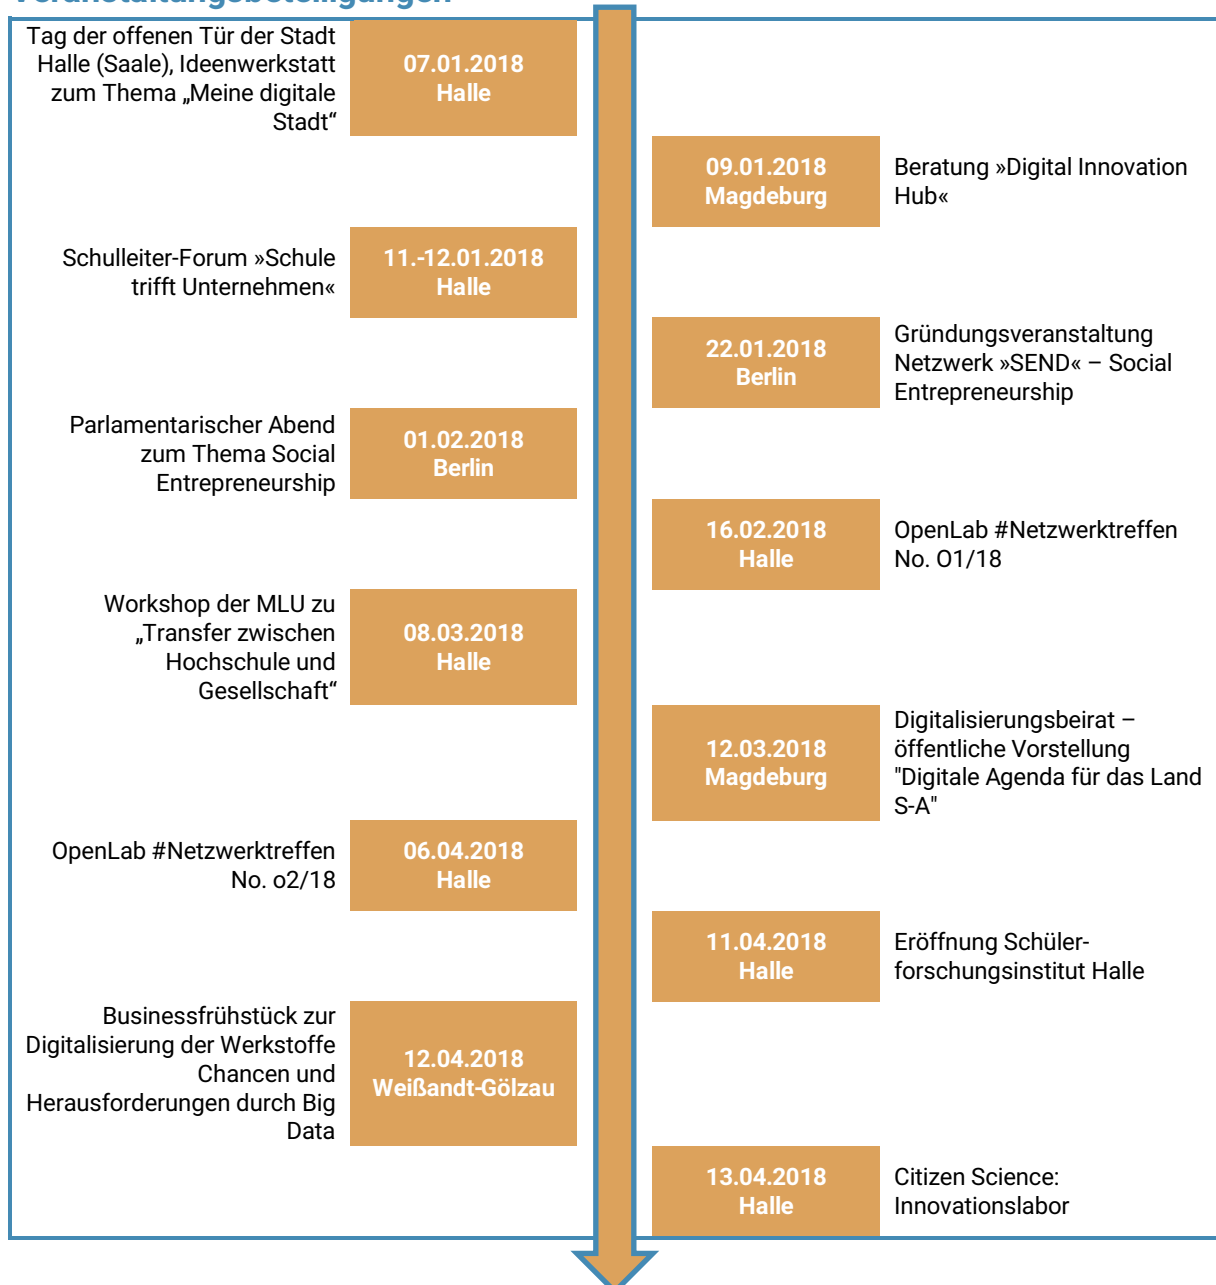 Veranstaltungsbeteiligungen
Tag der offenen Tür der Stadt
Halle (Saale), Ideenwerkstatt
zum Thema „Meine digitale
Stadt“
07.01.2018
Halle
09.01.2018
Magdeburg
Beratung »Digital Innovation
Hub«
Schulleiter-Forum »Schule
trifft Unternehmen«
11.-12.01.2018
Halle
22.01.2018
Berlin
Gründungsveranstaltung
Netzwerk »SEND« – Social
Entrepreneurship
Parlamentarischer Abend
zum Thema Social
Entrepreneurship
01.02.2018
Berlin
16.02.2018
Halle
OpenLab #Netzwerktreffen
No. O1/18
Workshop der MLU zu
„Transfer zwischen
Hochschule und
Gesellschaft“
08.03.2018
Halle
12.03.2018
Magdeburg
Digitalisierungsbeirat –
öffentliche Vorstellung
"Digitale Agenda für das Land
S-A"
OpenLab #Netzwerktreffen
No. o2/18
06.04.2018
Halle
11.04.2018
Halle
Eröffnung Schüler-
forschungsinstitut Halle
Businessfrühstück zur
Digitalisierung der Werkstoffe
Chancen und
Herausforderungen durch Big
Data
12.04.2018
Weißandt-Gölzau
13.04.2018
Halle
Citizen Science:
Innovationslabor